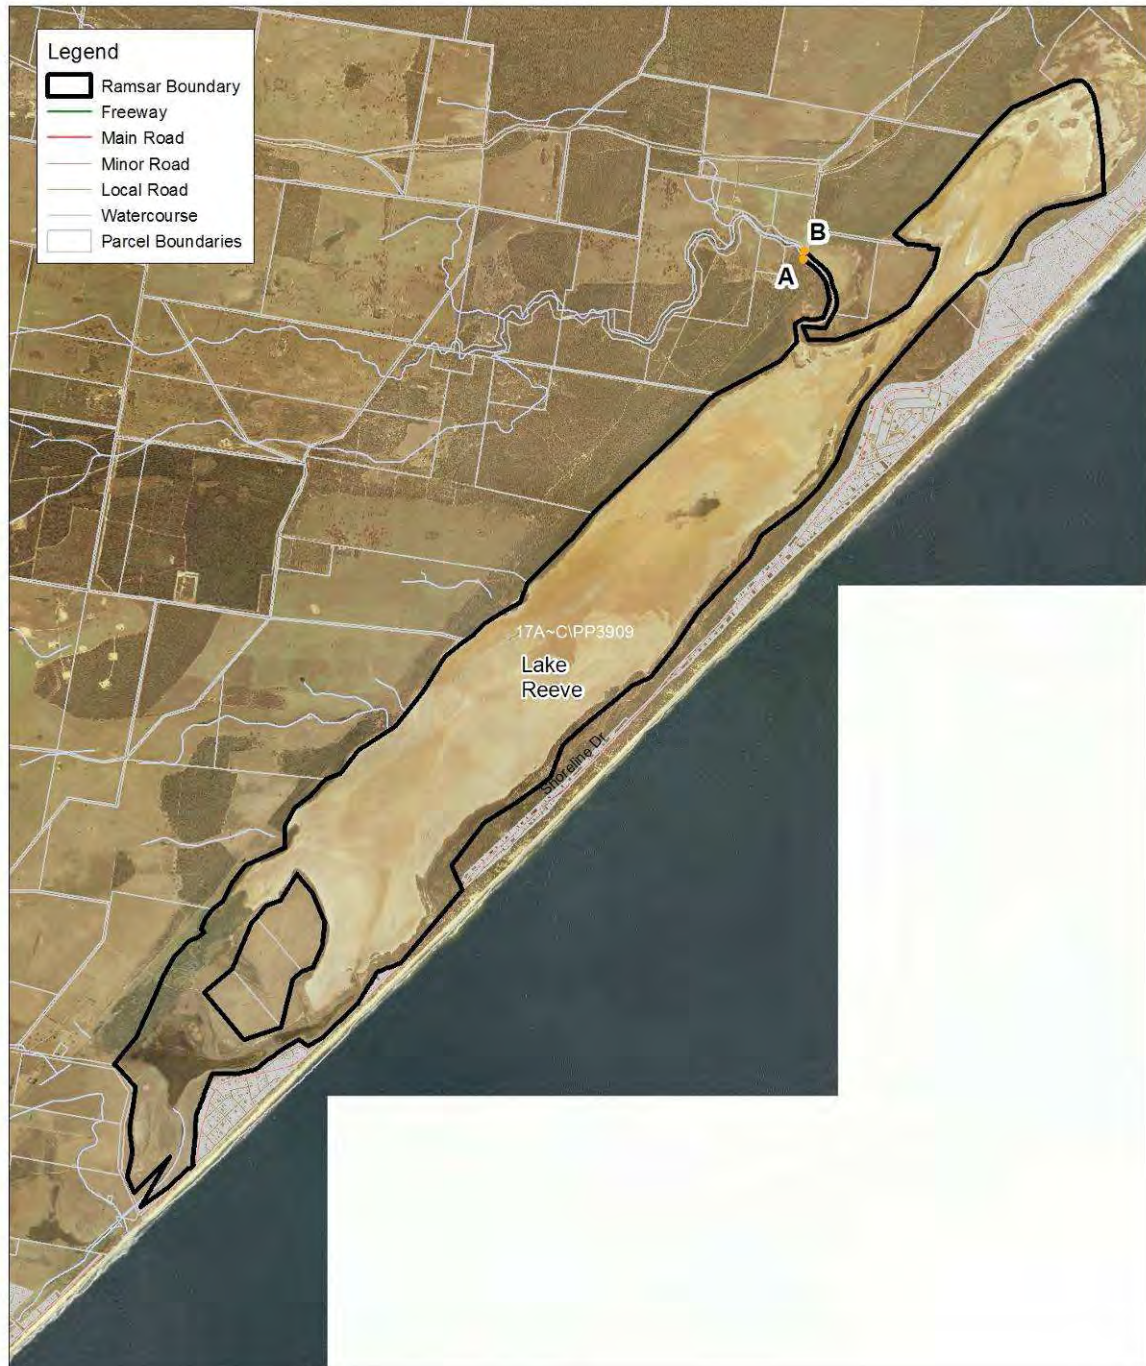 Legend
Ramsar Boundary
Freeway
Main Road
Minor Road
Local Road
Watercourse
Parcel Boundaries
B
A
17A~C\PP3909
Lake
Reeve
Shoreline Dr